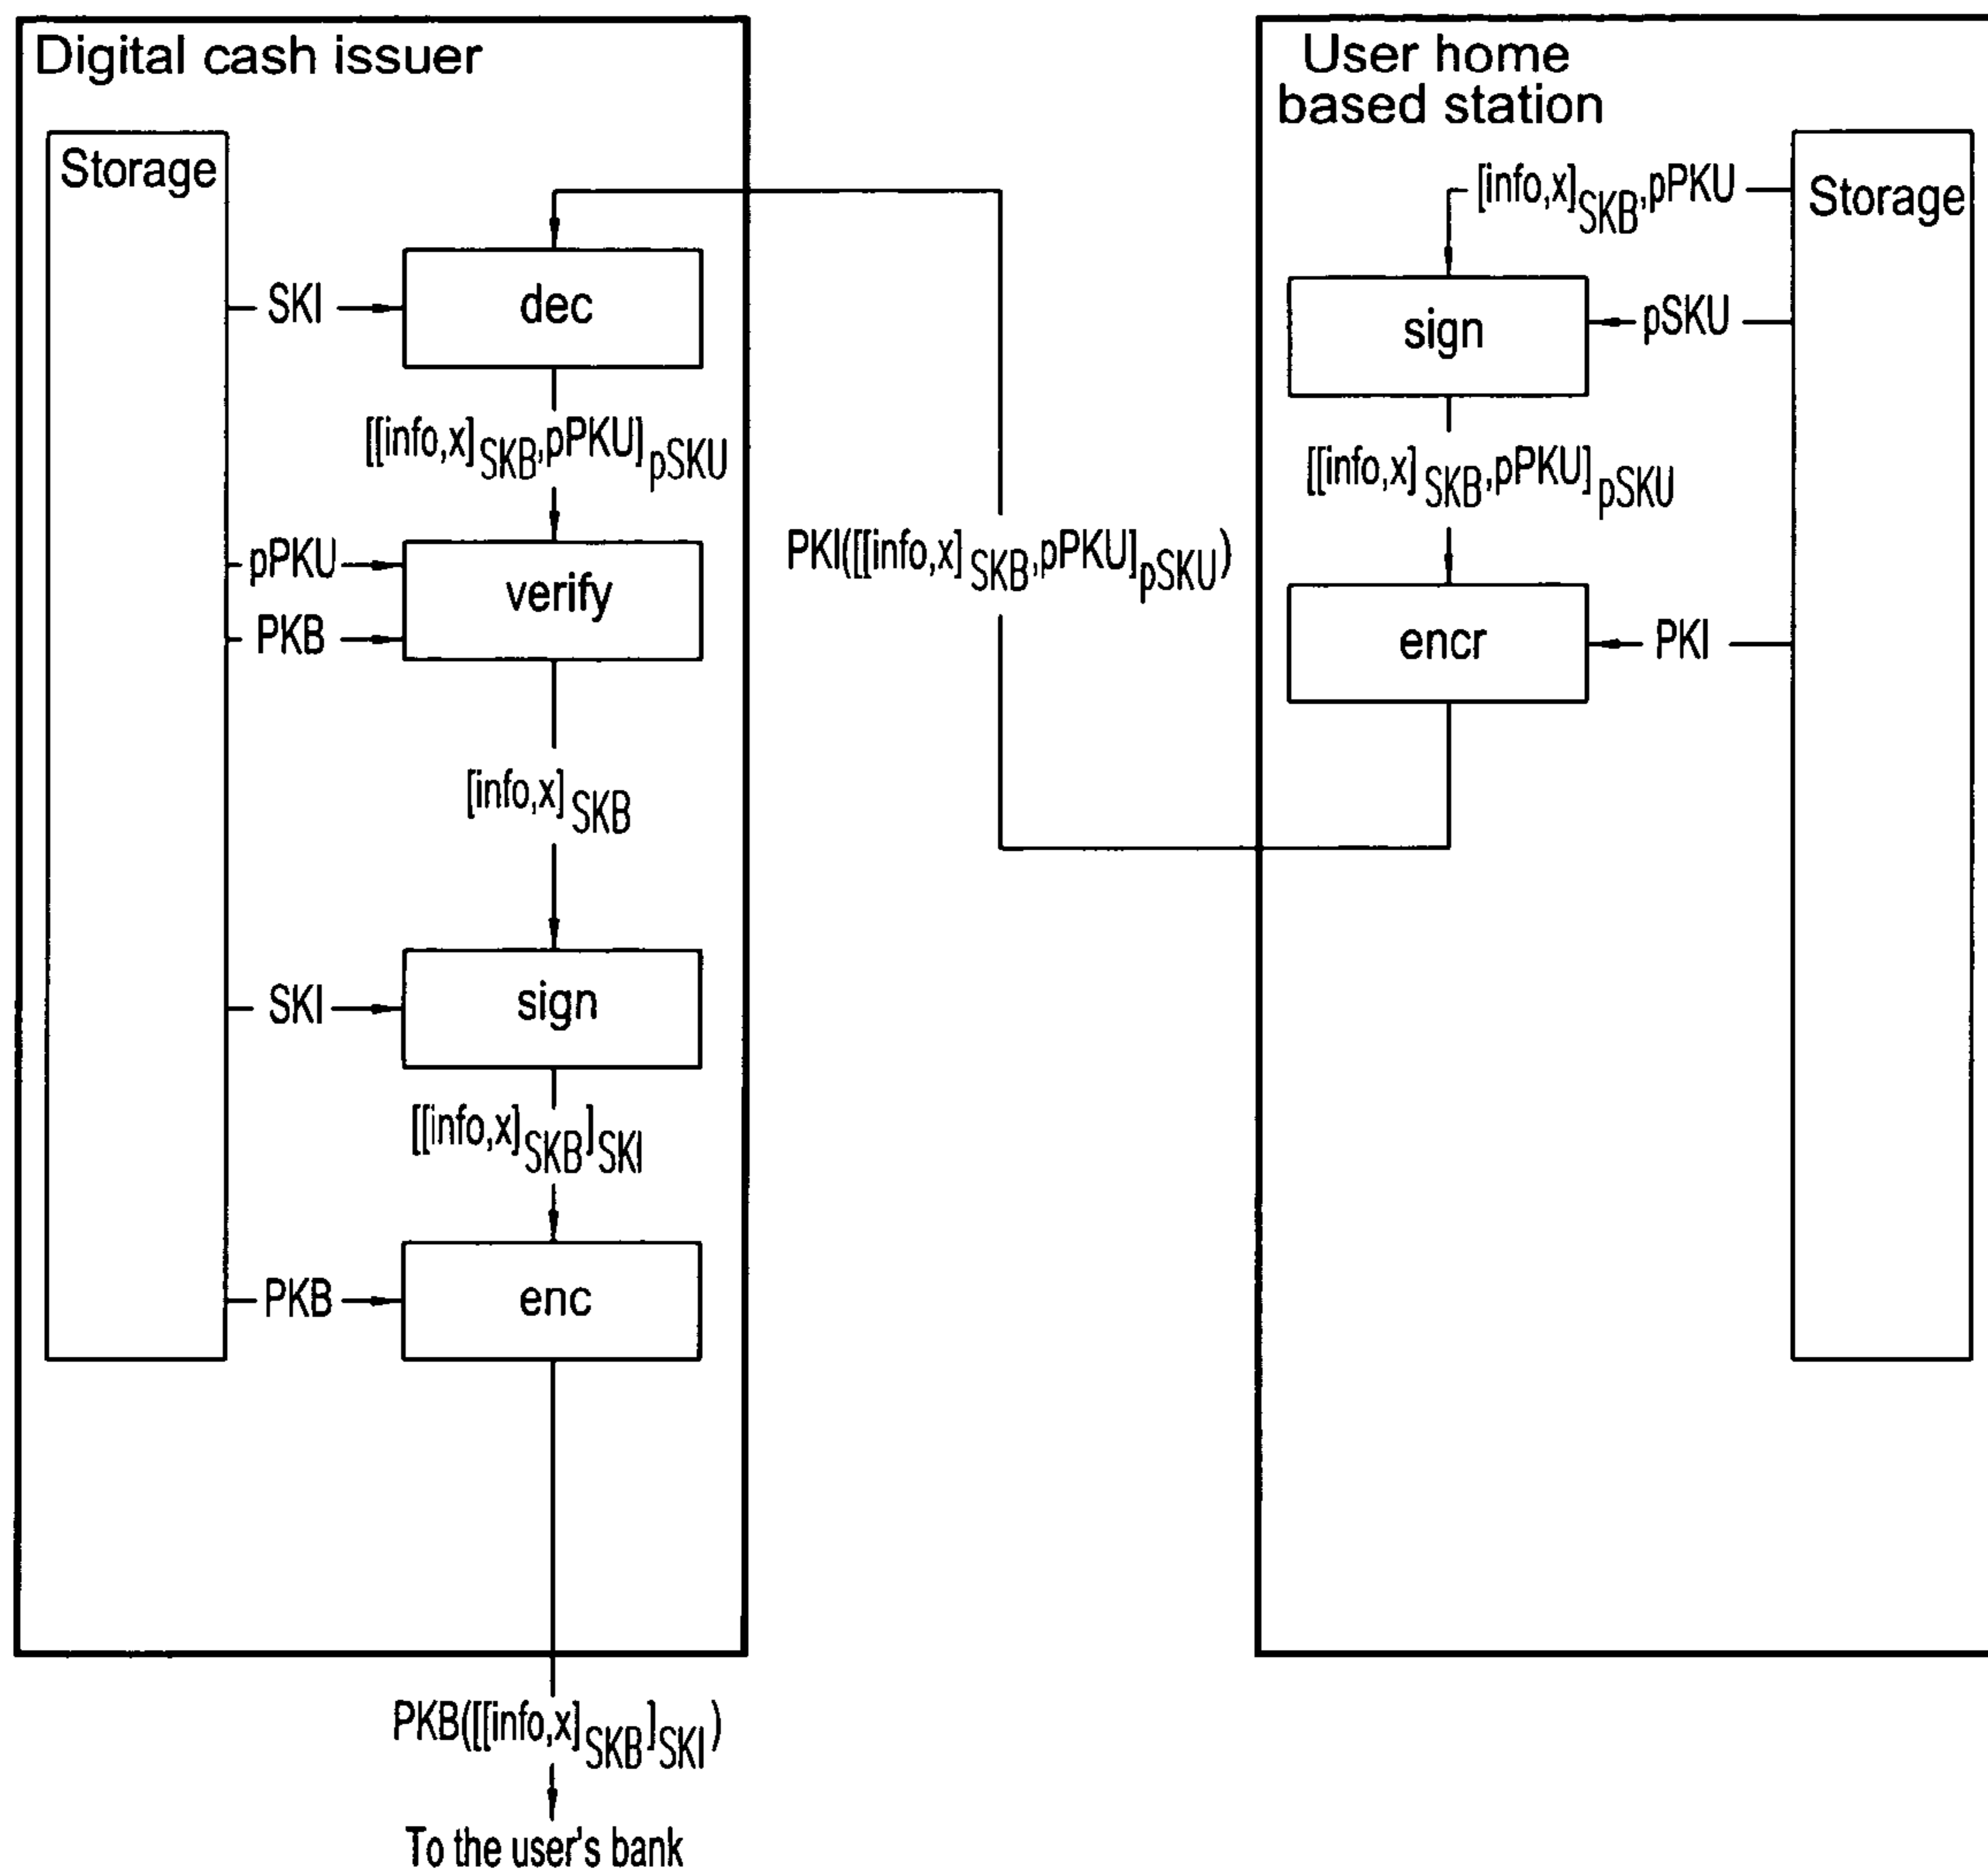 Digital cash issuer
Storage
SKI
dec
[[info,x]SKB,pPKU]pSKU
pPKU
PKB
verify
[info,x]SKB
SKI
sign
[[info,x]SKB]SKI
PKB
enc
PKB([[info,x]SKB]SKI)
To the user's bank
PKI([[info,x]SKB,pPKU]pSKU)
User home
based station
[info,x]SKB,pPKU
Storage
sign
pSKU
[[info,x]SKB,pPKU]pSKU
encr
PKI